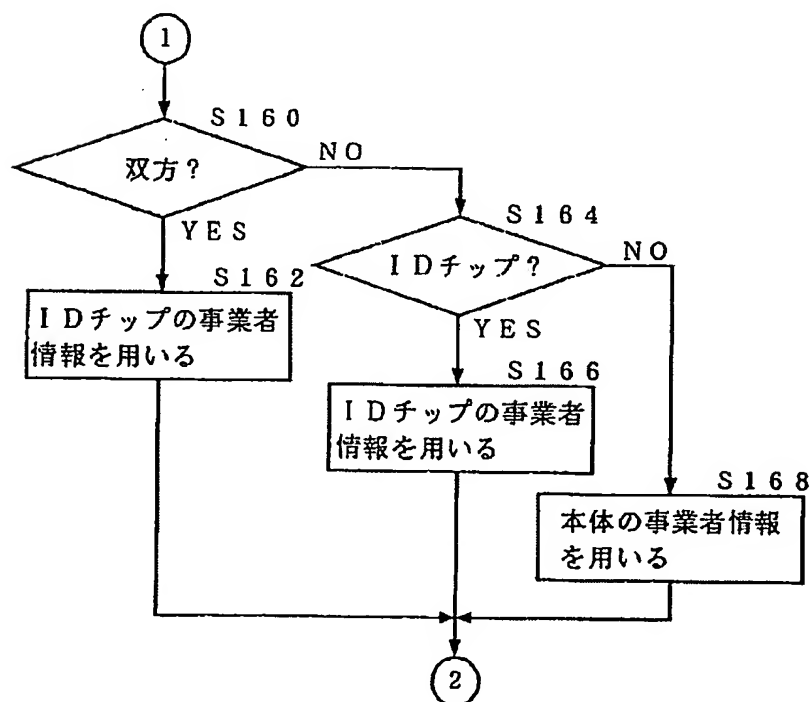 1
S160
双方?
NO
YES
S164
IDチップ?
NO
YES
S162
IDチップの事業者
情報を用いる
S166
IDチップの事業者
情報を用いる
S168
本体の事業者情報
を用いる
2